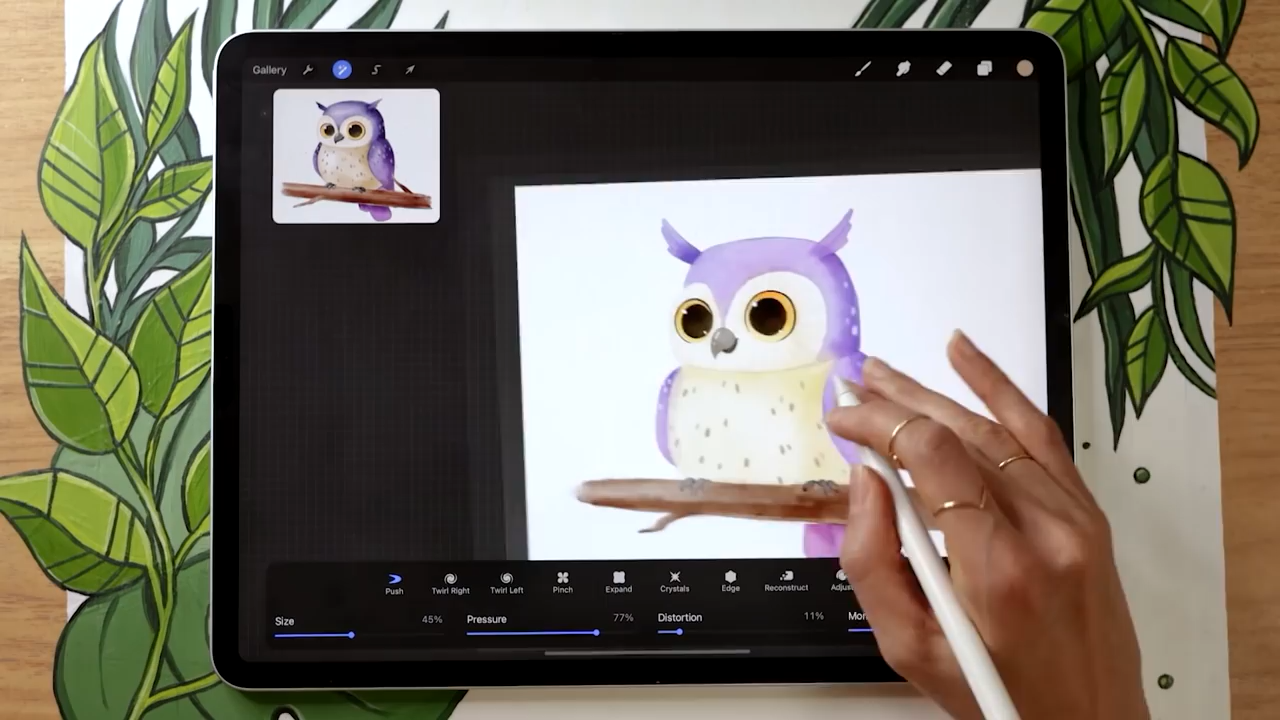 Gallery
Push Twirl Right Twirl Left Pinch Expand Crystals Edge Reconstruct
Size 45% Pressure 77% Distortion 11%